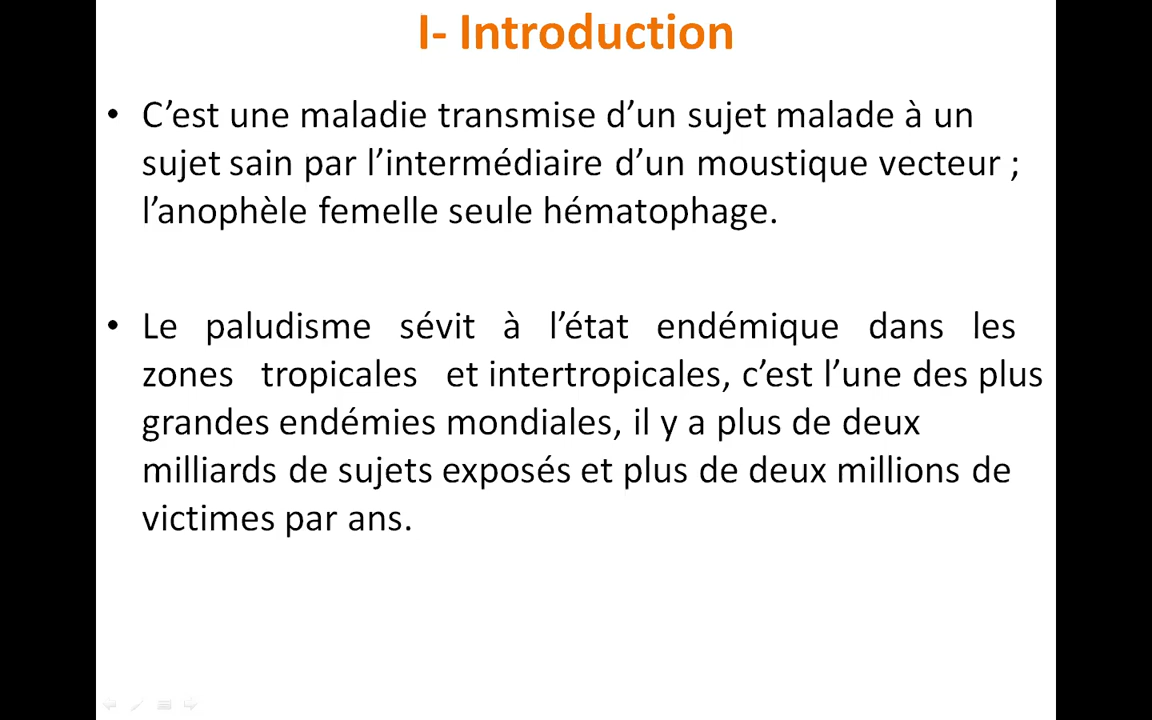 I- Introduction
• C’est une maladie transmise d’un sujet malade à un
sujet sain par l’intermédiaire d’un moustique vecteur ;
l’anophèle femelle seule hématophage.
• Le paludisme sévit à l’état endémique dans les
zones tropicales et intertropicales, c’est l’une des plus
grandes endémies mondiales, il y a plus de deux
milliards de sujets exposés et plus de deux millions de
victimes par ans.